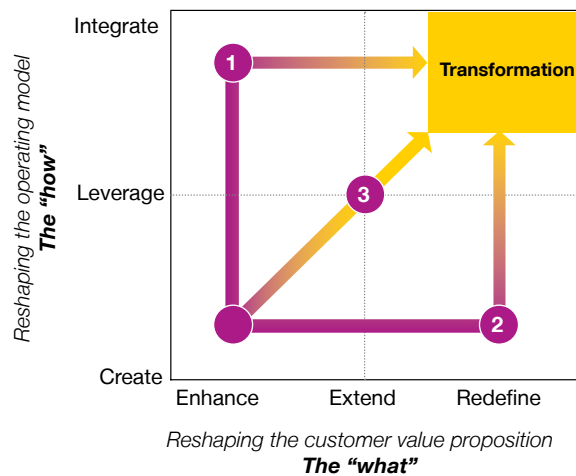 Integrate
1
Transformation
Reshaping the operating model
The “how”
Leverage
3
2
Create
Enhance
Extend
Redefine
Reshaping the customer value proposition
The “what”